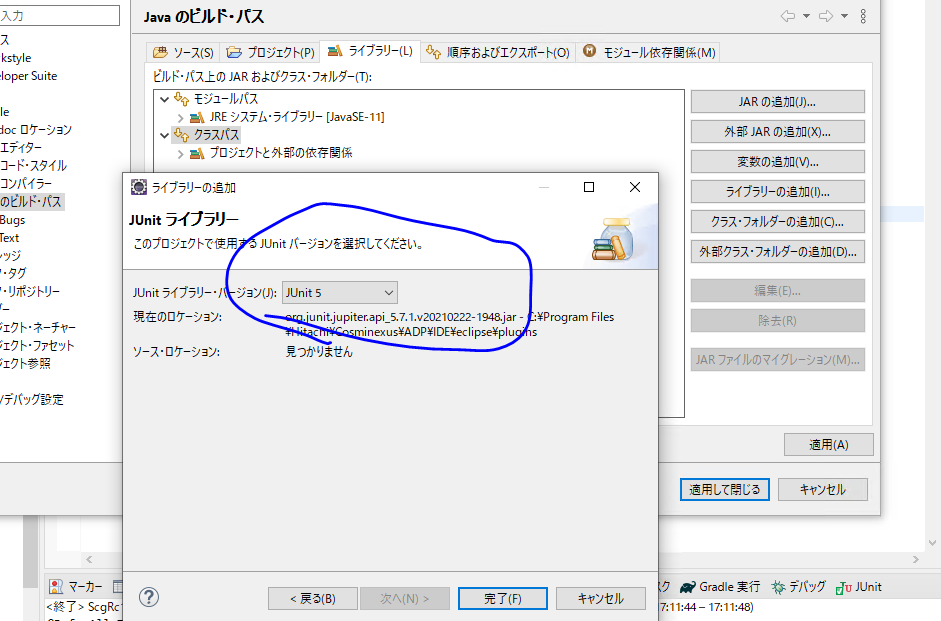 入力
Java のビルド・パス
ス
kstyle
eloper Suite
le
doc ロケーション
エディター
コード・スタイル
コンパイラー
のビルド・パス
Bugs
Text
ッジ
・タグ
・リポジトリー
ジェクト・ネーチャー
ジェクト・ファセット
ジェクト参照
/デバッグ設定
ソース(S)
プロジェクト(P)
ライブラリー(L)
順序およびエクスポート(O)
モジュール依存関係(M)
ビルド・パス上の JAR およびクラス・フォルダー(T):
モジュールパス
JRE システム・ライブラリー [JavaSE-11]
クラスパス
プロジェクトと外部の依存関係
JAR の追加(J)...
外部 JAR の追加(X)...
変数の追加(V)...
ライブラリーの追加(I)...
クラス・フォルダーの追加(C)...
外部クラス・フォルダーの追加(D)...
編集(E)...
除去(R)
JAR ファイルのマイグレーション(M)...
適用(A)
適用して閉じる
キャンセル
ライブラリーの追加
JUnit ライブラリー
このプロジェクトで使用する JUnit バージョンを選択してください。
JUnit ライブラリー・バージョン(J):
JUnit 5
現在のロケーション:
org.junit.jupiter.api_5.7.1.v20210222-1948.jar - C:¥Program Files
¥Hitachi¥Cosminexus¥ADP¥IDE¥eclipse¥plugins
ソース・ロケーション:
見つかりません
< 戻る(B)
次へ(N) >
完了(F)
キャンセル
マーカー
スク
Gradle 実行
デバッグ
JUnit
<終了> ScgRc
7:11:44 – 17:11:48)